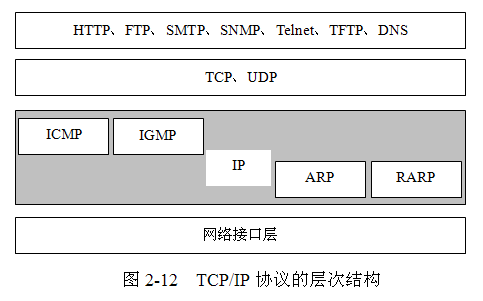 HTTP、FTP、SMTP、SNMP、Telnet、TFTP、DNS
TCP、UDP
ICMP
IGMP
IP
ARP
RARP
网络接口层
图 2-12 TCP/IP 协议的层次结构